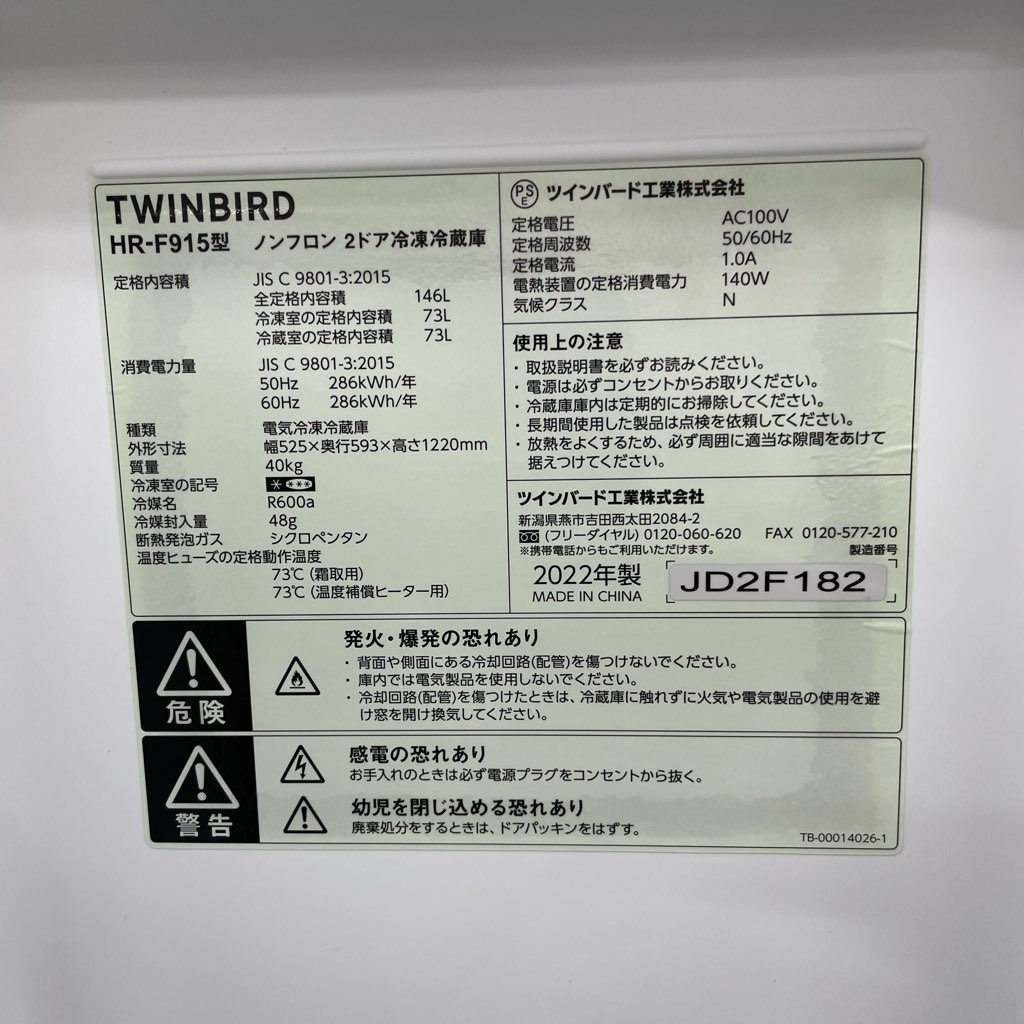 TWINBIRD
HR-F915型 ノンフロン 2ドア冷凍冷蔵庫
定格内容積 JIS C 9801-3:2015
全定格内容積 146L
冷凍室の定格内容積 73L
冷蔵室の定格内容積 73L
消費電力量 JIS C 9801-3:2015
50Hz 286kWh/年
60Hz 286kWh/年
種類 電気冷凍冷蔵庫
外形寸法 幅525×奥行593×高さ1220mm
質量 40kg
冷凍室の記号
冷媒名 R600a
冷媒封入量 48g
断熱発泡ガス シクロペンタン
温度ヒューズの定格動作温度
73℃（霜取用）
73℃（温度補償ヒーター用）
PSE ツインバード工業株式会社
定格電圧 AC100V
定格周波数 50/60Hz
定格電流 1.0A
電熱装置の定格消費電力 140W
気候クラス N
使用上の注意
・取扱説明書を必ずお読みください。
・電源は必ずコンセントからお取りください。
・冷蔵庫庫内は定期的にお掃除してください。
・長期間使用した製品は点検を依頼してください。
・放熱をよくするため、必ず周囲に適当な隙間をあけて
据えつけてください。
ツインバード工業株式会社
新潟県燕市吉田西太田2084-2
(フリーダイヤル) 0120-060-620 FAX 0120-577-210
※携帯電話からもご利用いただけます。 製造番号
2022年製 JD2F182
MADE IN CHINA
危険
発火・爆発の恐れあり
・背面や側面にある冷却回路(配管)を傷つけないでください。
・庫内では電気製品を使用しないでください。
・冷却回路(配管)を傷つけたときは、冷蔵庫に触れずに火気や電気製品の使用を避
け窓を開け換気してください。
警告
感電の恐れあり
お手入れのときは必ず電源プラグをコンセントから抜く。
幼児を閉じ込める恐れあり
廃棄処分をするときは、ドアパッキンをはずす。
TB-00014026-1